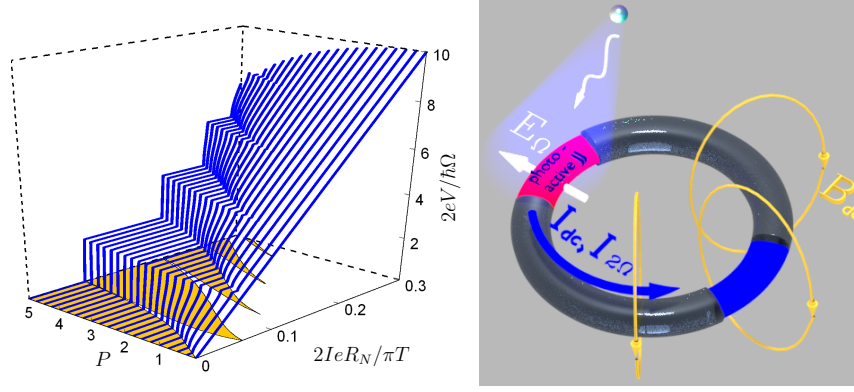 10
8
6
4
2
2eV/ħΩ
0.3
0.2
0.1
0
2IeR_N/πT
5
4
3
2
1
P
E_Ω
photo-
active JJ
I_dc, I_2Ω